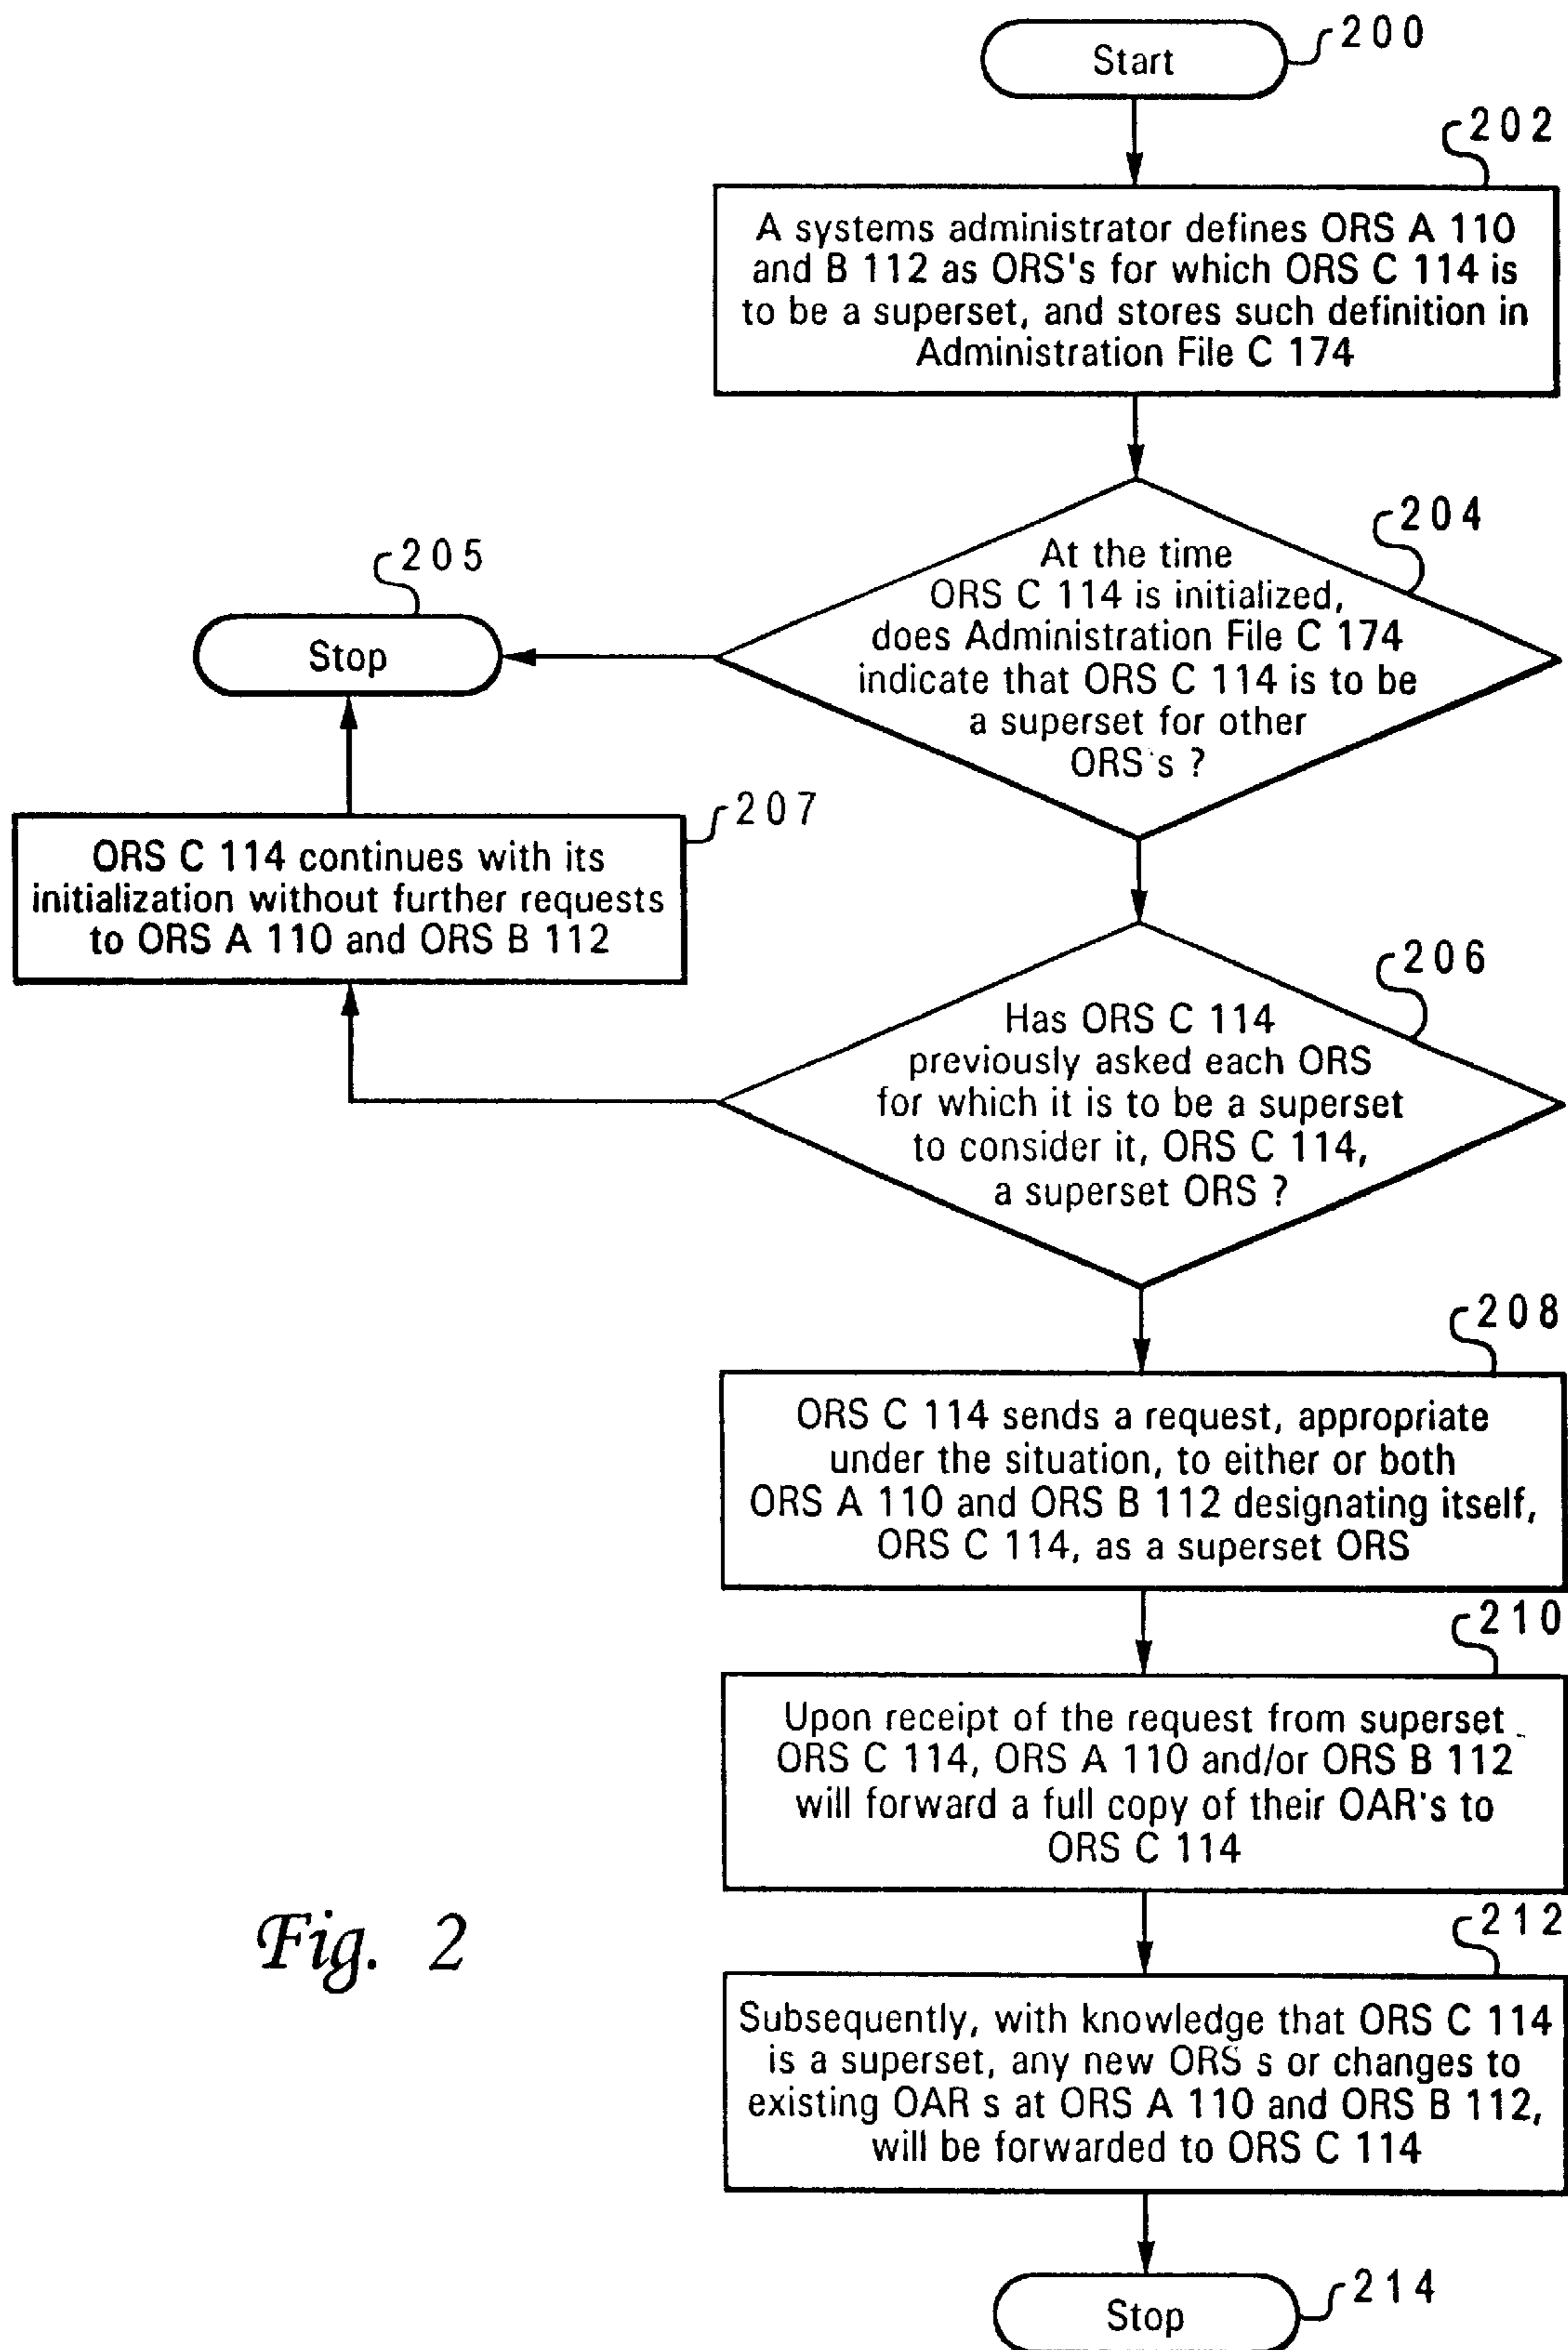 Start
200
202
A systems administrator defines ORS A 110
and B 112 as ORS's for which ORS C 114 is
to be a superset, and stores such definition in
Administration File C 174
204
At the time
ORS C 114 is initialized,
does Administration File C 174
indicate that ORS C 114 is to be
a superset for other
ORS's ?
205
Stop
207
ORS C 114 continues with its
initialization without further requests
to ORS A 110 and ORS B 112
206
Has ORS C 114
previously asked each ORS
for which it is to be a superset
to consider it, ORS C 114,
a superset ORS ?
208
ORS C 114 sends a request, appropriate
under the situation, to either or both
ORS A 110 and ORS B 112 designating itself,
ORS C 114, as a superset ORS
210
Upon receipt of the request from superset
ORS C 114, ORS A 110 and/or ORS B 112
will forward a full copy of their OAR's to
ORS C 114
212
Subsequently, with knowledge that ORS C 114
is a superset, any new ORS s or changes to
existing OAR s at ORS A 110 and ORS B 112,
will be forwarded to ORS C 114
Stop
214
Fig. 2